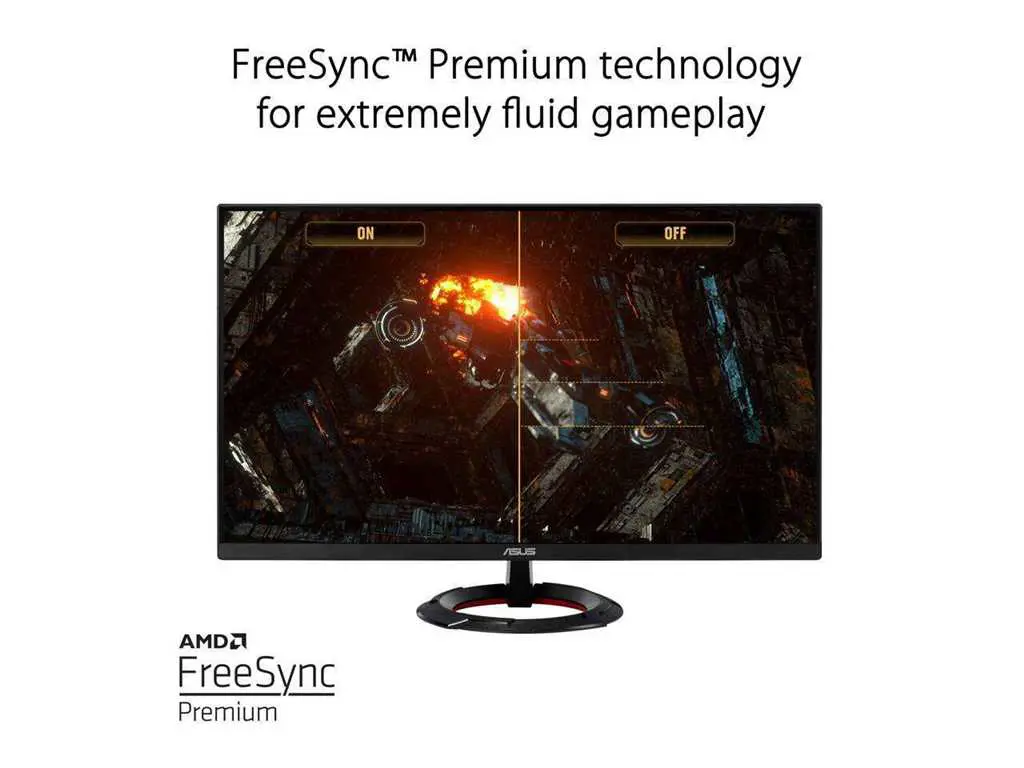 FreeSync™ Premium technology
for extremely fluid gameplay
ON
OFF
ASUS
AMD
FreeSync
Premium